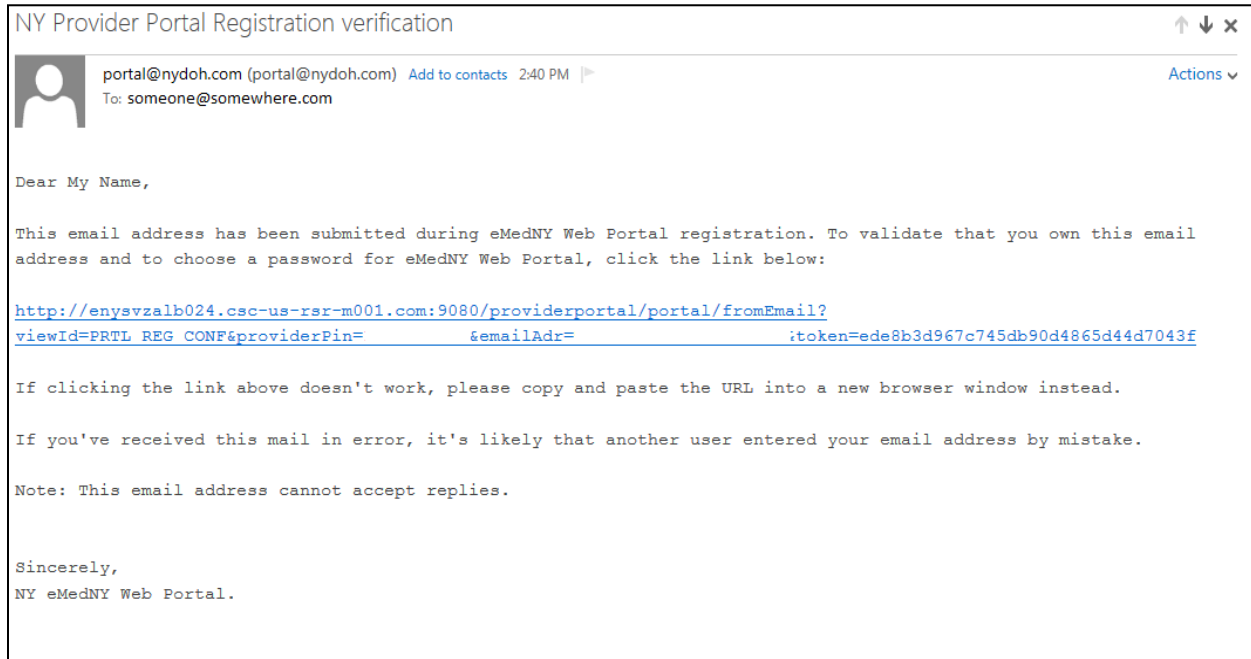 NY Provider Portal Registration verification
portal@nydoh.com (portal@nydoh.com) Add to contacts 2:40 PM
Actions
To: someone@somewhere.com
Dear My Name,
This email address has been submitted during eMedNY Web Portal registration. To validate that you own this email
address and to choose a password for eMedNY Web Portal, click the link below:
http://enysvzalb024.csc-us-rsr-m001.com:9080/providerportal/portal/fromEmail?
viewId=PRTL_REG_CONF&providerPin= &emailAdr= :token=ede8b3d967c745db90d4865d44d7043f
If clicking the link above doesn't work, please copy and paste the URL into a new browser window instead.
If you've received this mail in error, it's likely that another user entered your email address by mistake.
Note: This email address cannot accept replies.
Sincerely,
NY eMedNY Web Portal.